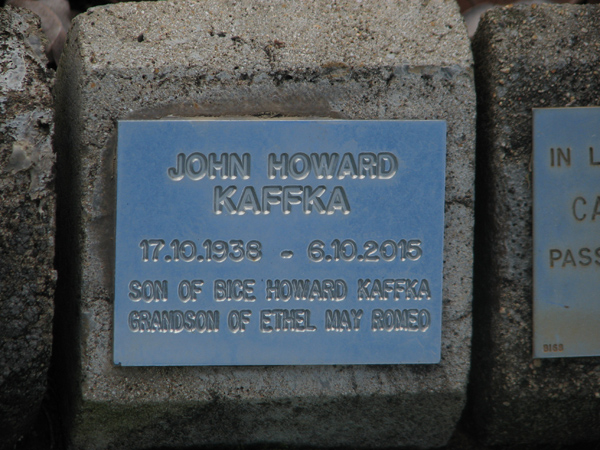 JOHN HOWARD
KAFFKA
17.10.1938 - 6.10.2015
SON OF BICE HOWARD KAFFKA
GRANDSON OF ETHEL MAY ROMEO
IN L
CA
PASS